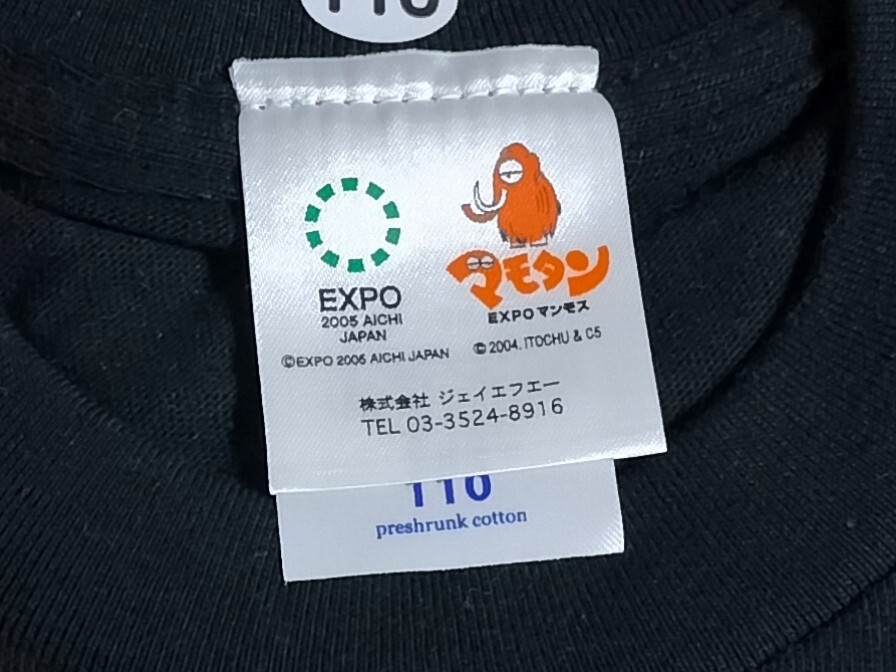 110
EXPO
2005 AICHI
JAPAN
©EXPO 2005 AICHI JAPAN
マモタン
EXPOマンモス
© 2004. ITOCHU & C5
株式会社 ジェイエフエー
TEL 03-3524-8916
110
preshrunk cotton